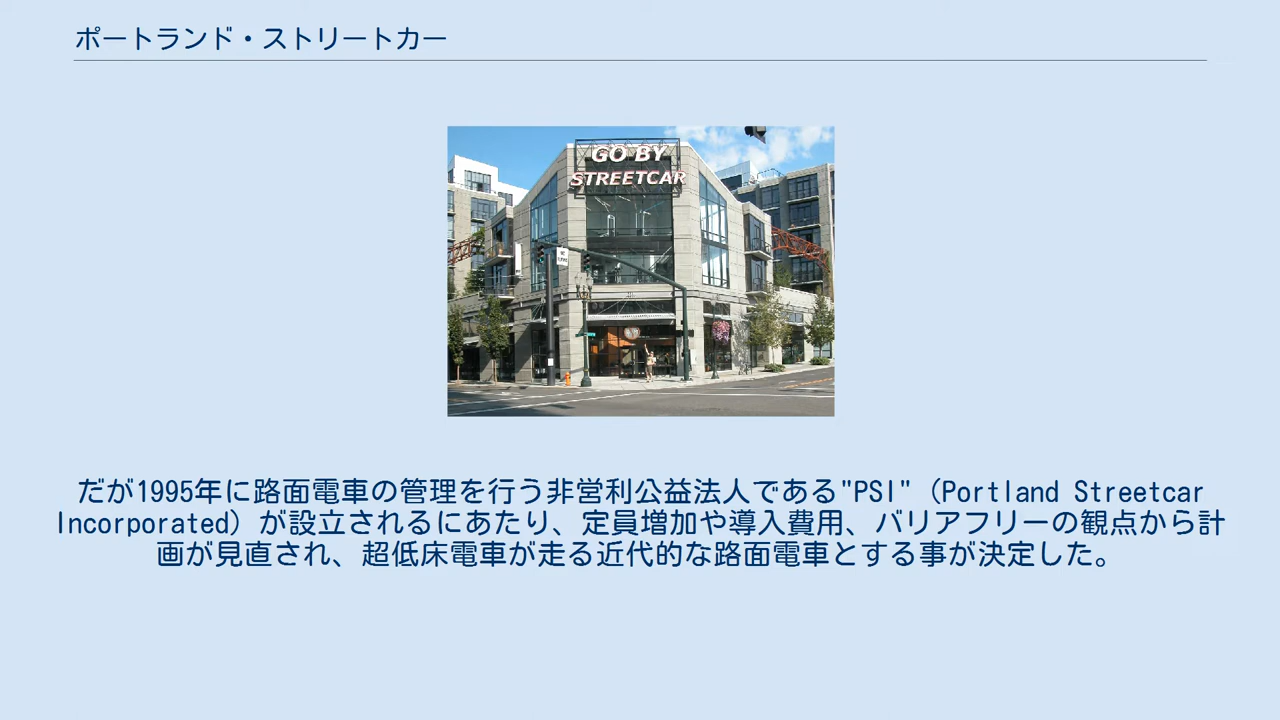 ポートランド・ストリートカー
GO BY
STREETCAR
だが1995年に路面電車の管理を行う非営利公益法人である"PSI"（Portland Streetcar
Incorporated）が設立されるにあたり、定員増加や導入費用、バリアフリーの観点から計
画が見直され、超低床電車が走る近代的な路面電車とする事が決定した。